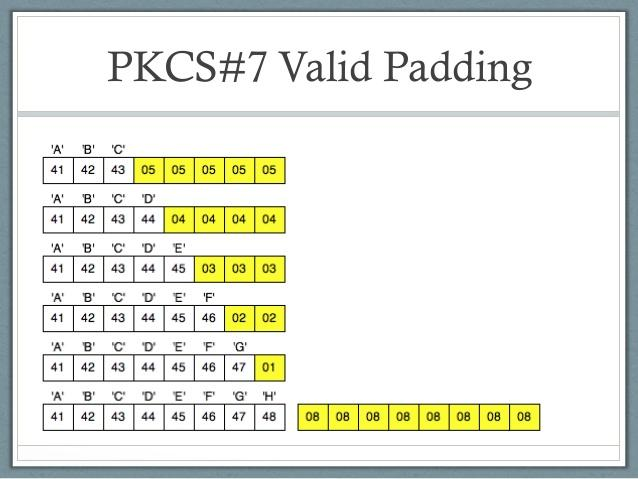 PKCS#7 Valid Padding
'A' 'B' 'C'
41 42 43 05 05 05 05 05
'A' 'B' 'C' 'D'
41 42 43 44 04 04 04 04
'A' 'B' 'C' 'D' 'E'
41 42 43 44 45 03 03 03
'A' 'B' 'C' 'D' 'E' 'F'
41 42 43 44 45 46 02 02
'A' 'B' 'C' 'D' 'E' 'F' 'G'
41 42 43 44 45 46 47 01
'A' 'B' 'C' 'D' 'E' 'F' 'G' 'H'
41 42 43 44 45 46 47 48 08 08 08 08 08 08 08 08